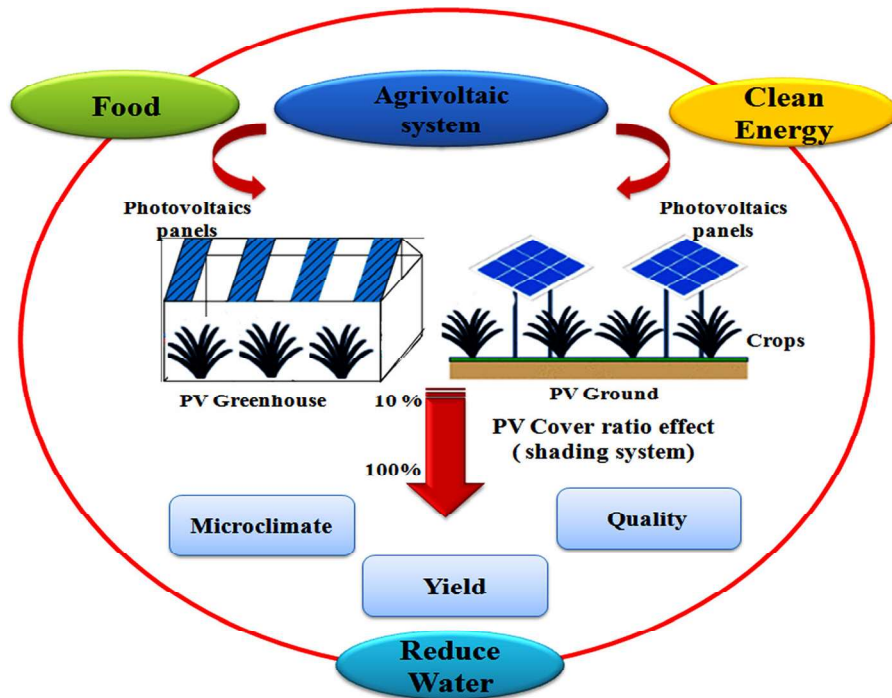 Food
Agrivoltaic
system
Clean
Energy
Photovoltaics
panels
Photovoltaics
panels
Crops
PV Greenhouse
10 %
PV Ground
PV Cover ratio effect
( shading system)
100%
Microclimate
Quality
Yield
Reduce
Water